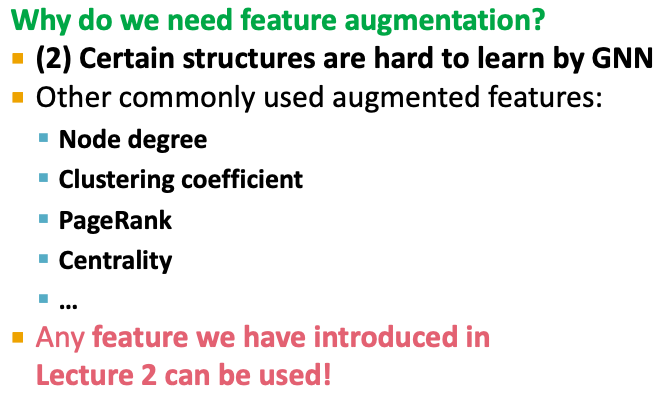 Why do we need feature augmentation?
(2) Certain structures are hard to learn by GNN
Other commonly used augmented features:
Node degree
Clustering coefficient
PageRank
Centrality
…
Any feature we have introduced in
Lecture 2 can be used!